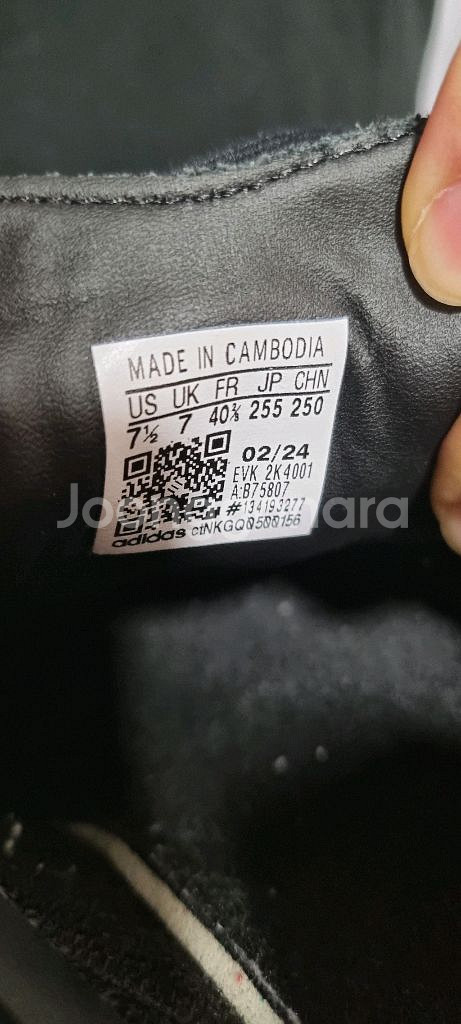 MADE IN CAMBODIA
US UK FR JP CHN
7½ 7 40⅔ 255 250
02/24
EVK 2K4001
A:B75807
#134193277
adidas ctNKGQ0500156